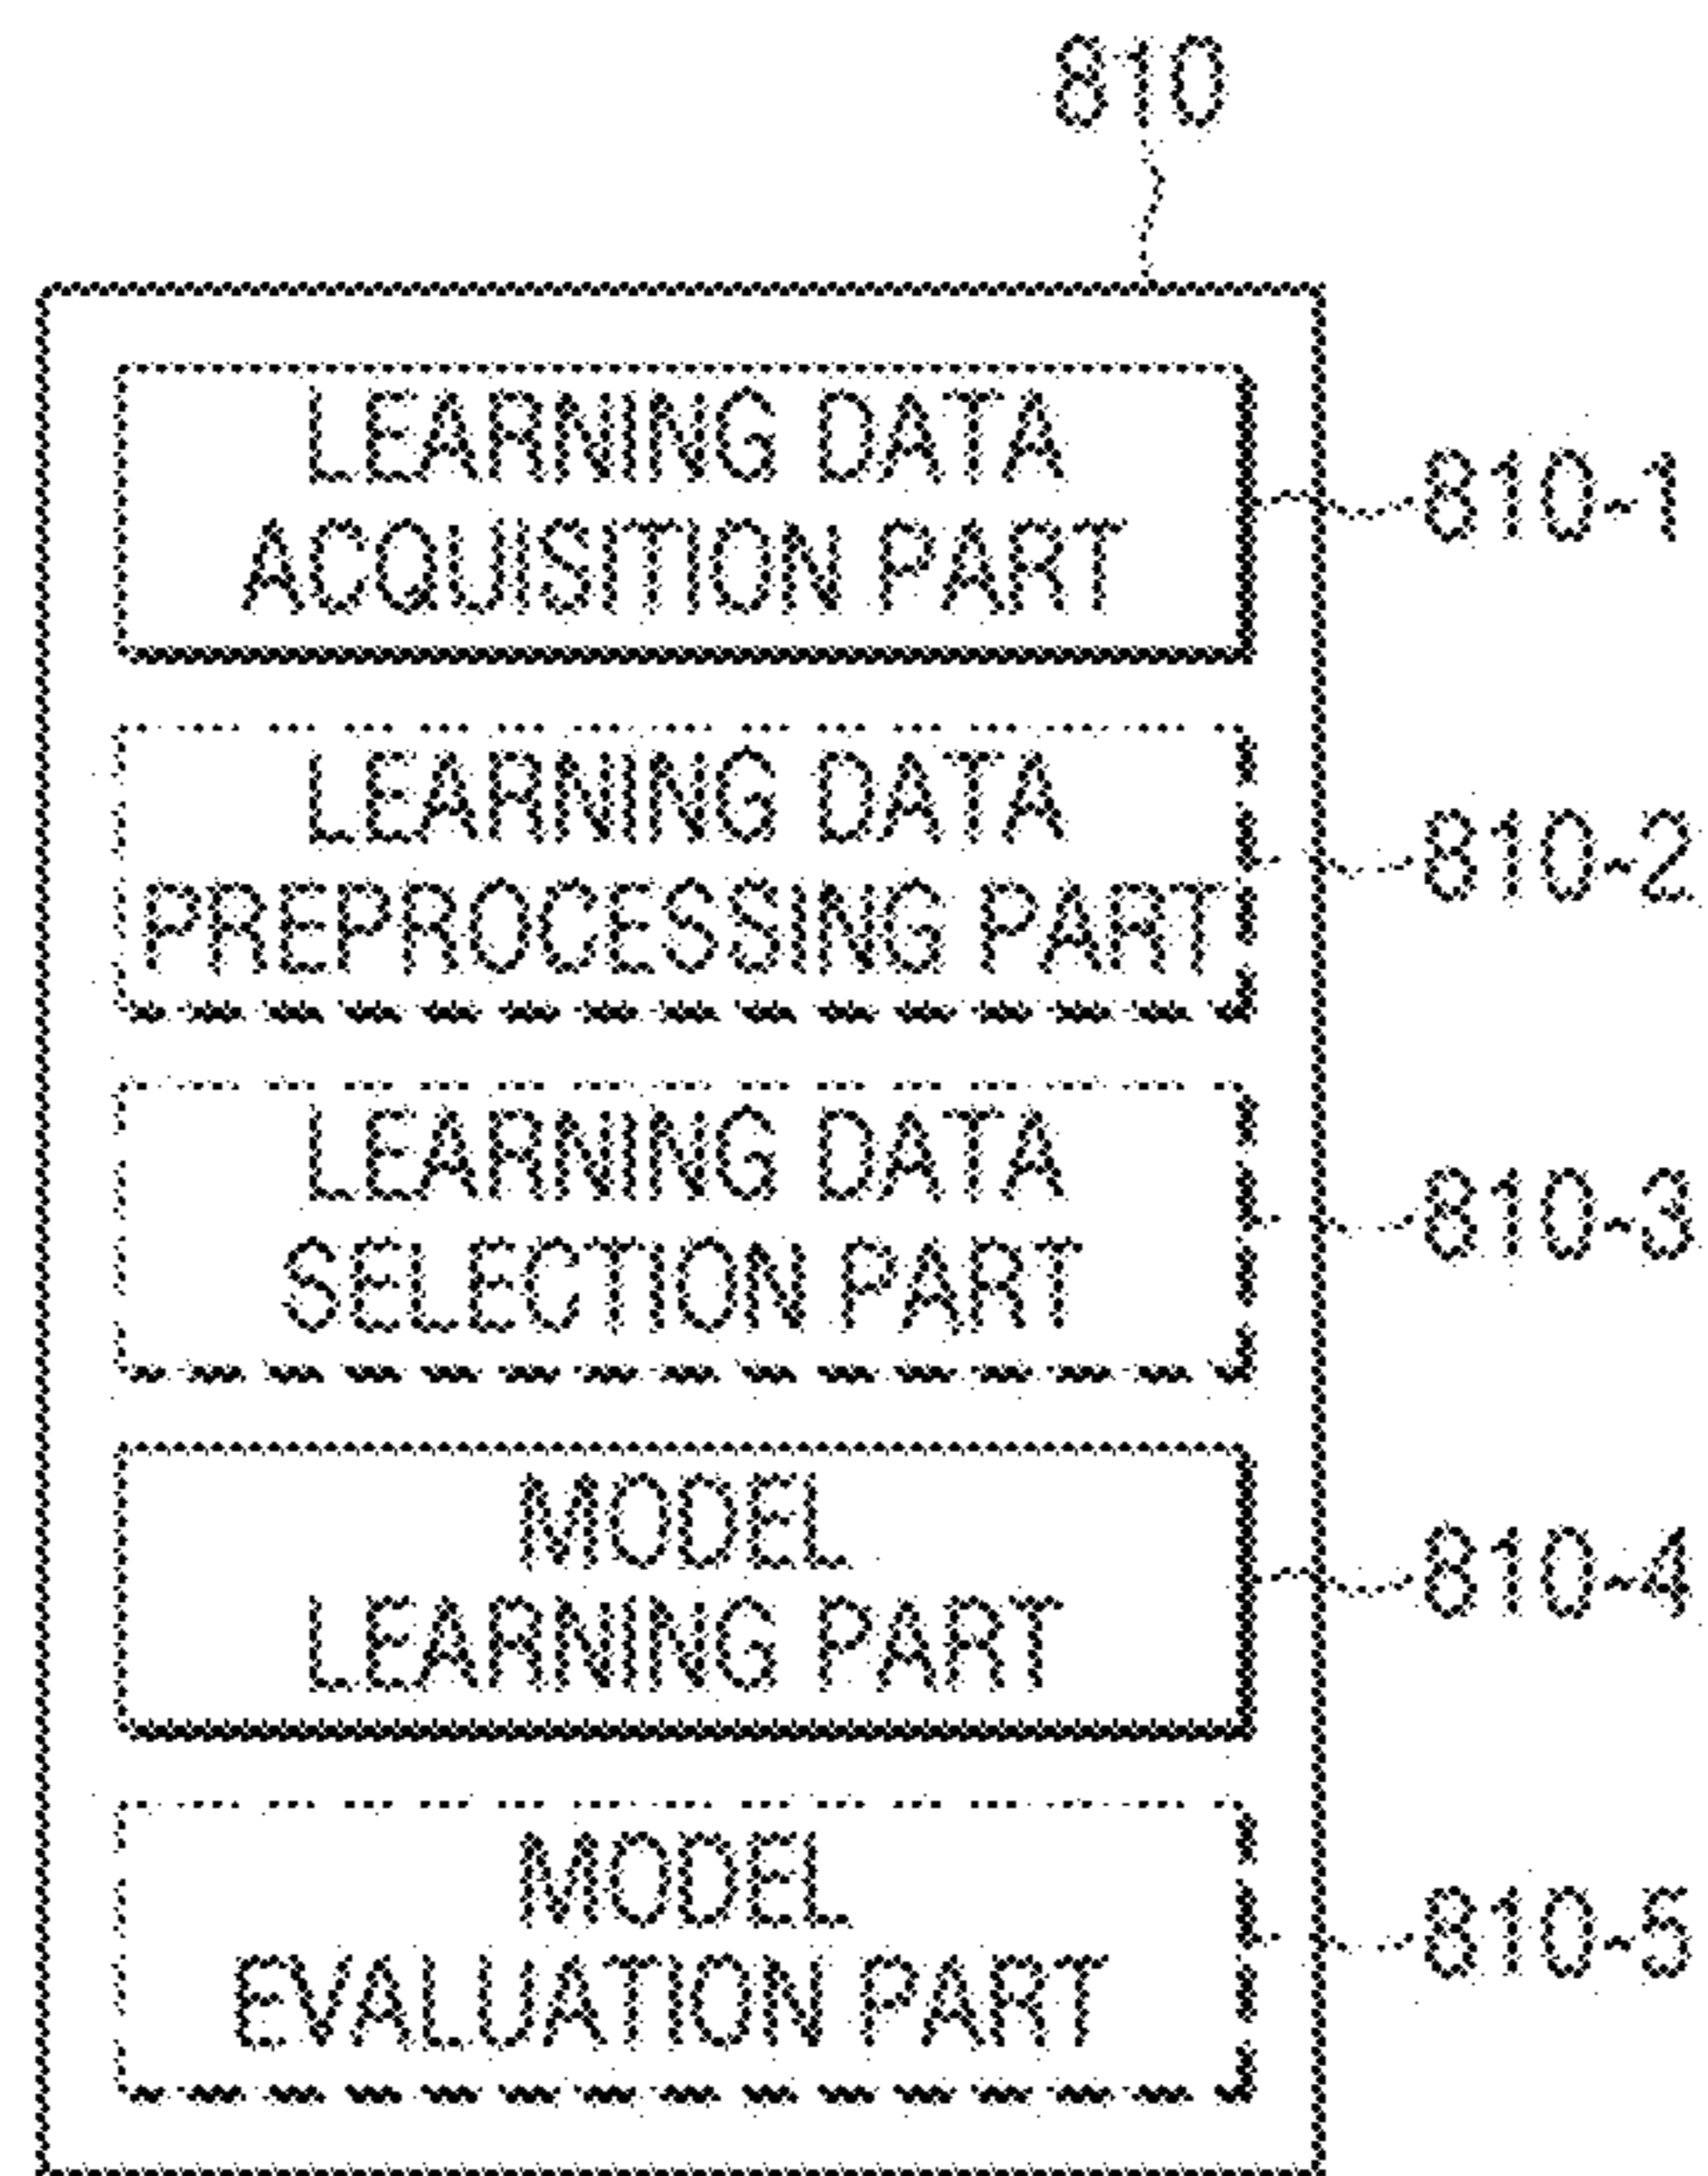 810
LEARNING DATA
ACQUISITION PART
810-1
LEARNING DATA
PREPROCESSING PART
810-2
LEARNING DATA
SELECTION PART
810-3
MODEL
LEARNING PART
810-4
MODEL
EVALUATION PART
810-5